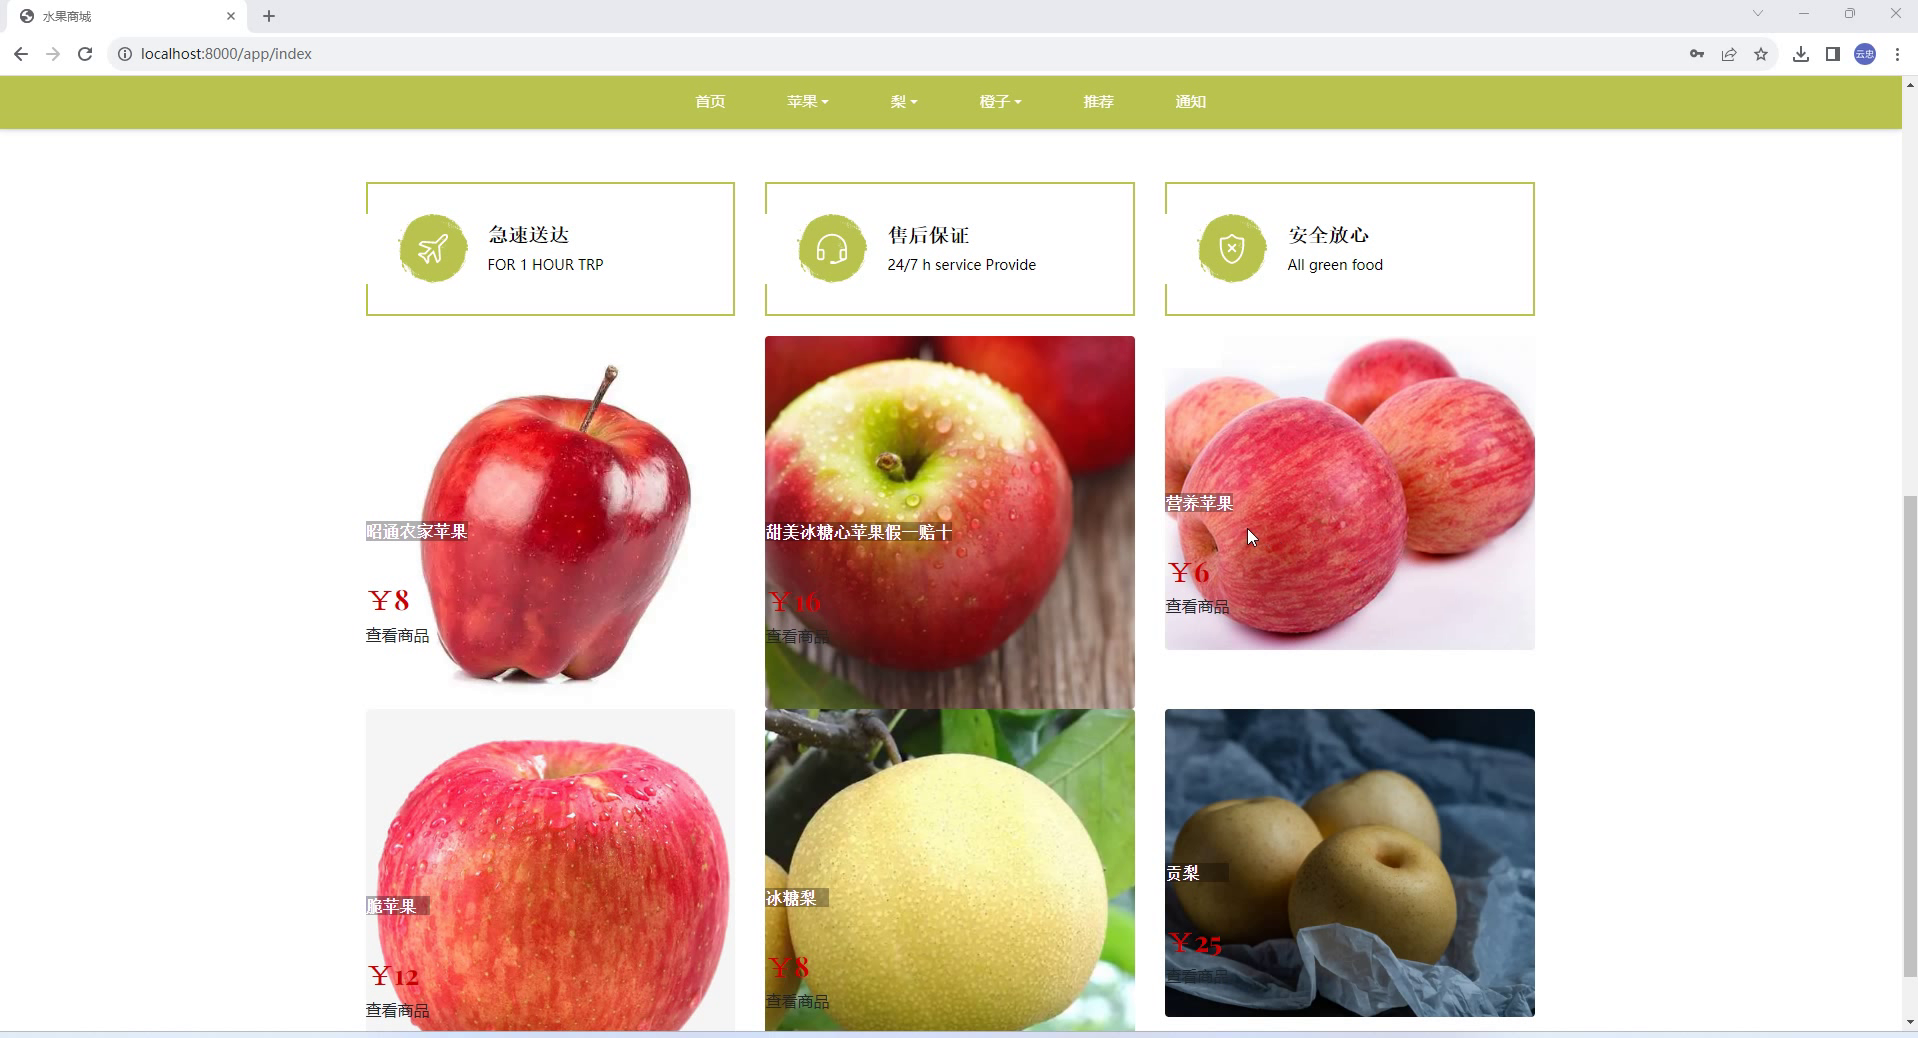 水果商城
localhost:8000/app/index
云忠
首页 苹果 梨 橙子 推荐 通知
急速送达
FOR 1 HOUR TRP
售后保证
24/7 h service Provide
安全放心
All green food
昭通农家苹果
￥8
查看商品
甜美冰糖心苹果假一赔十
￥16
查看商品
营养苹果
￥6
查看商品
脆苹果
￥12
查看商品
冰糖梨
￥8
查看商品
贡梨
￥25
查看商品